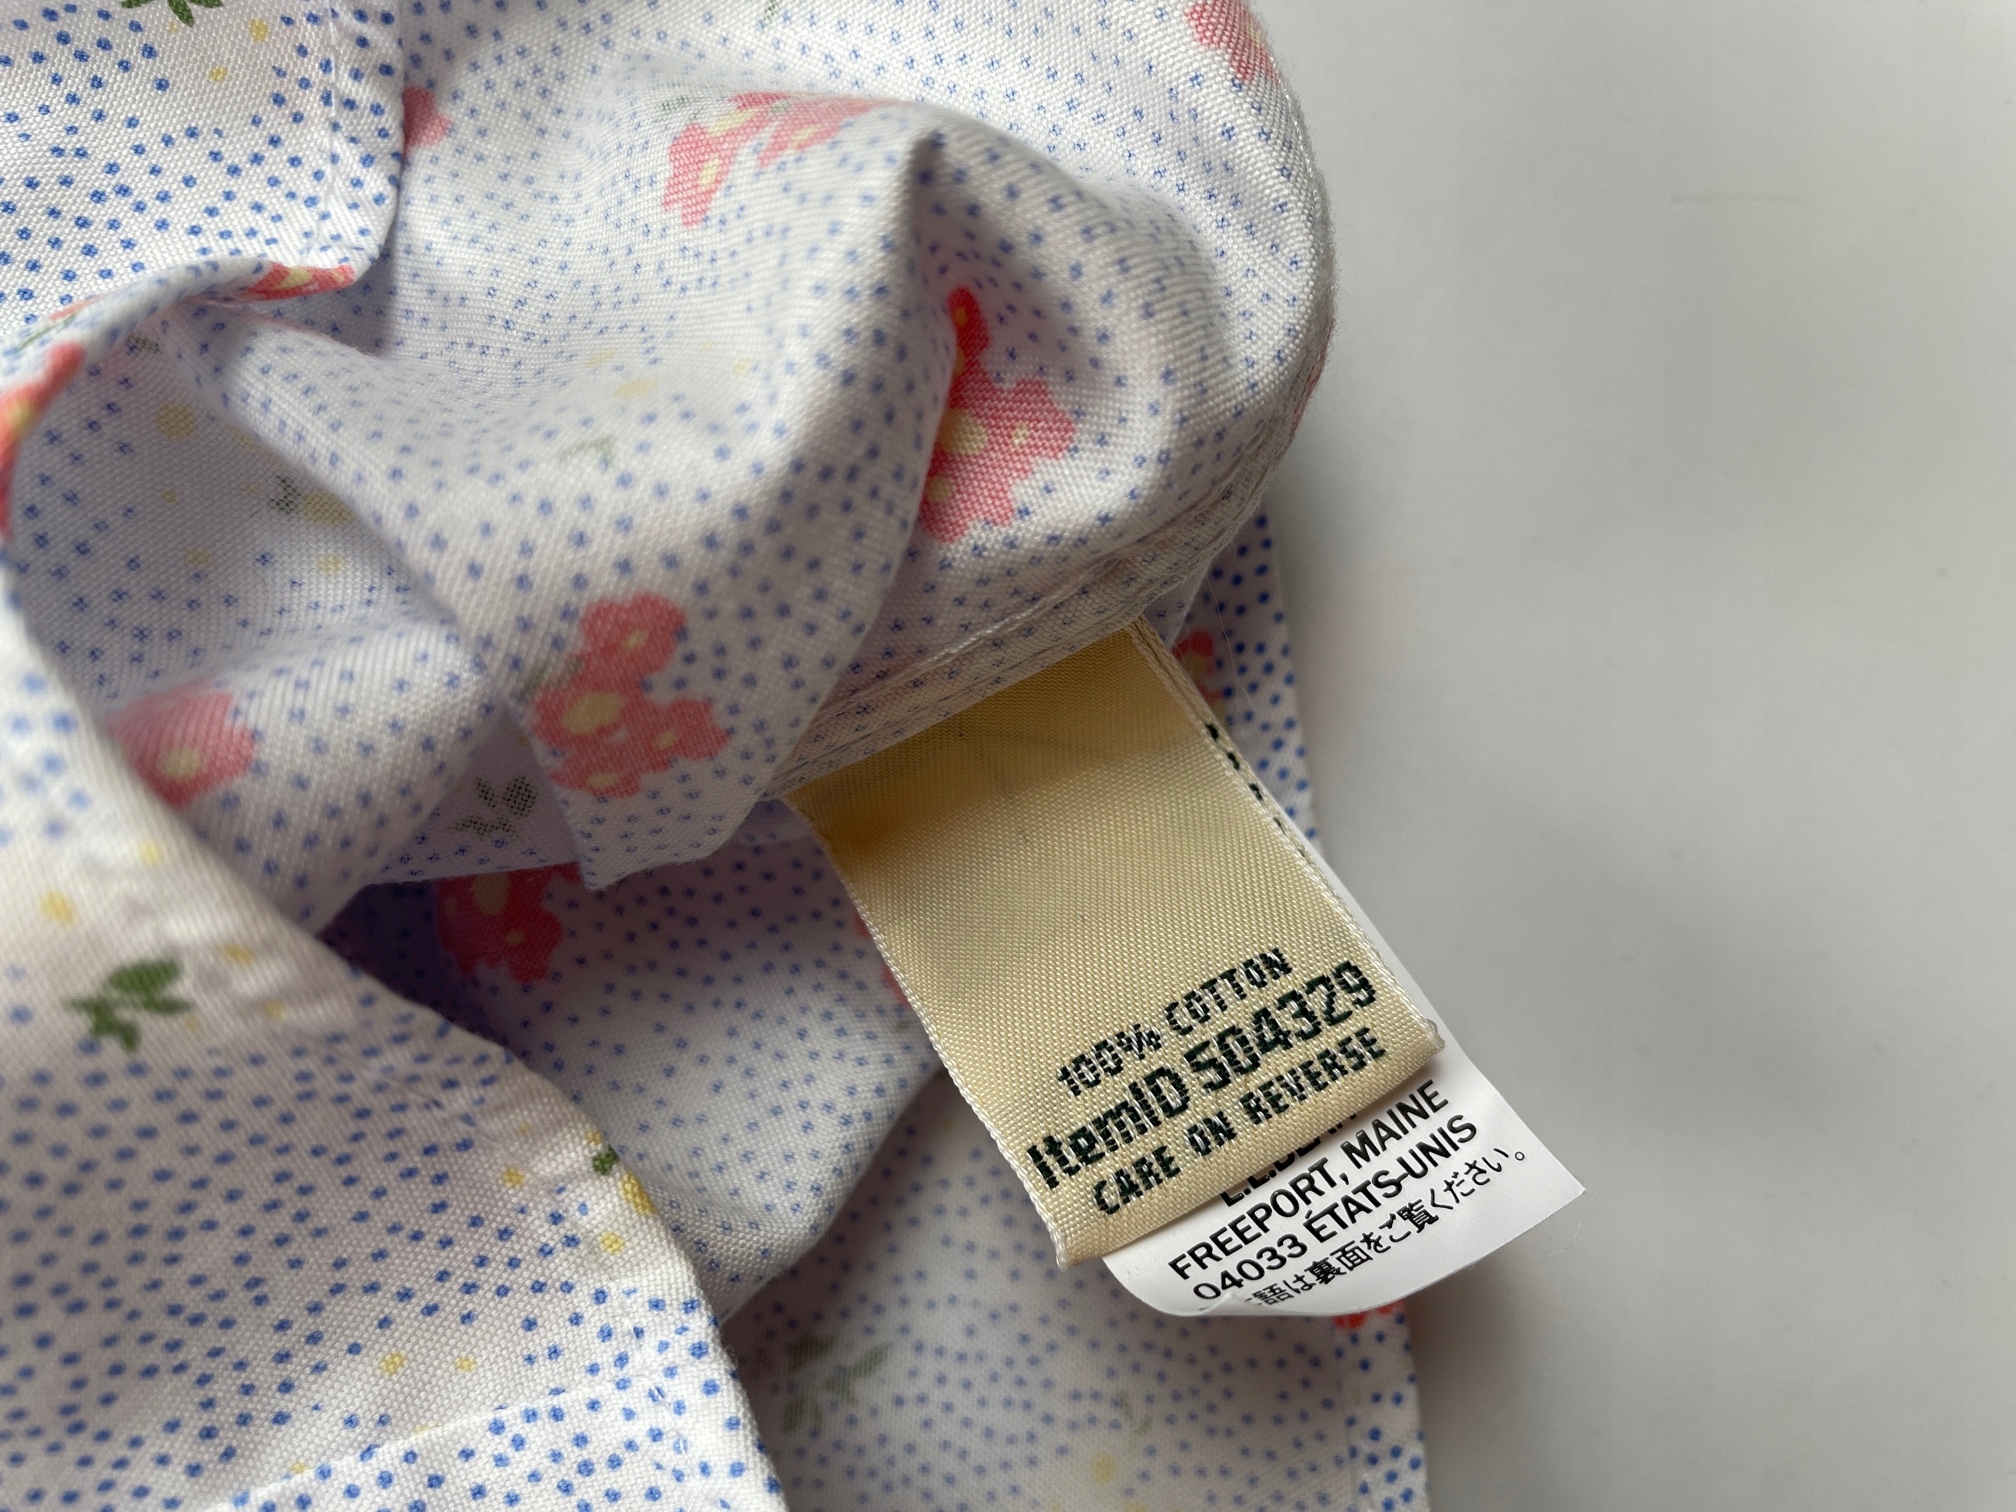 100% COTTON
ItemID 504329
CARE ON REVERSE
FREEPORT, MAINE
04033 ÉTATS-UNIS
語は裏面をご覧ください。